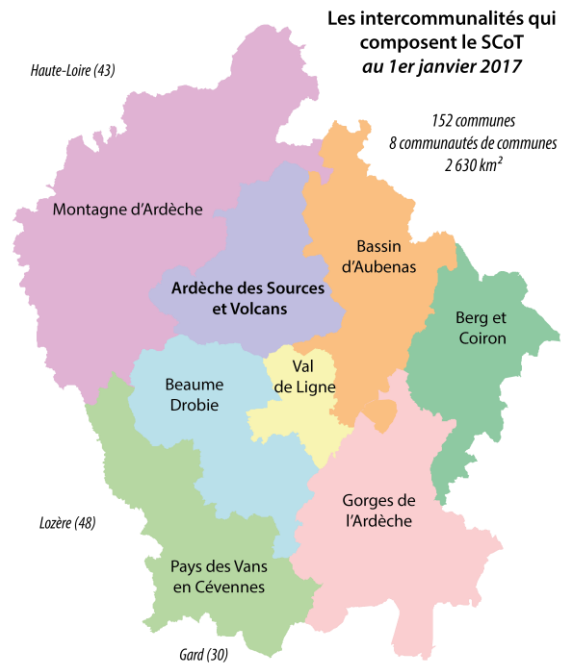 Les intercommunalités qui
composent le SCoT
au 1er janvier 2017
Haute-Loire (43)
152 communes
8 communautés de communes
2 630 km²
Montagne d'Ardèche
Bassin
d'Aubenas
Ardèche des Sources
et Volcans
Berg et
Coiron
Val
de Ligne
Beaume
Drobie
Gorges de
l'Ardèche
Lozère (48)
Pays des Vans
en Cévennes
Gard (30)